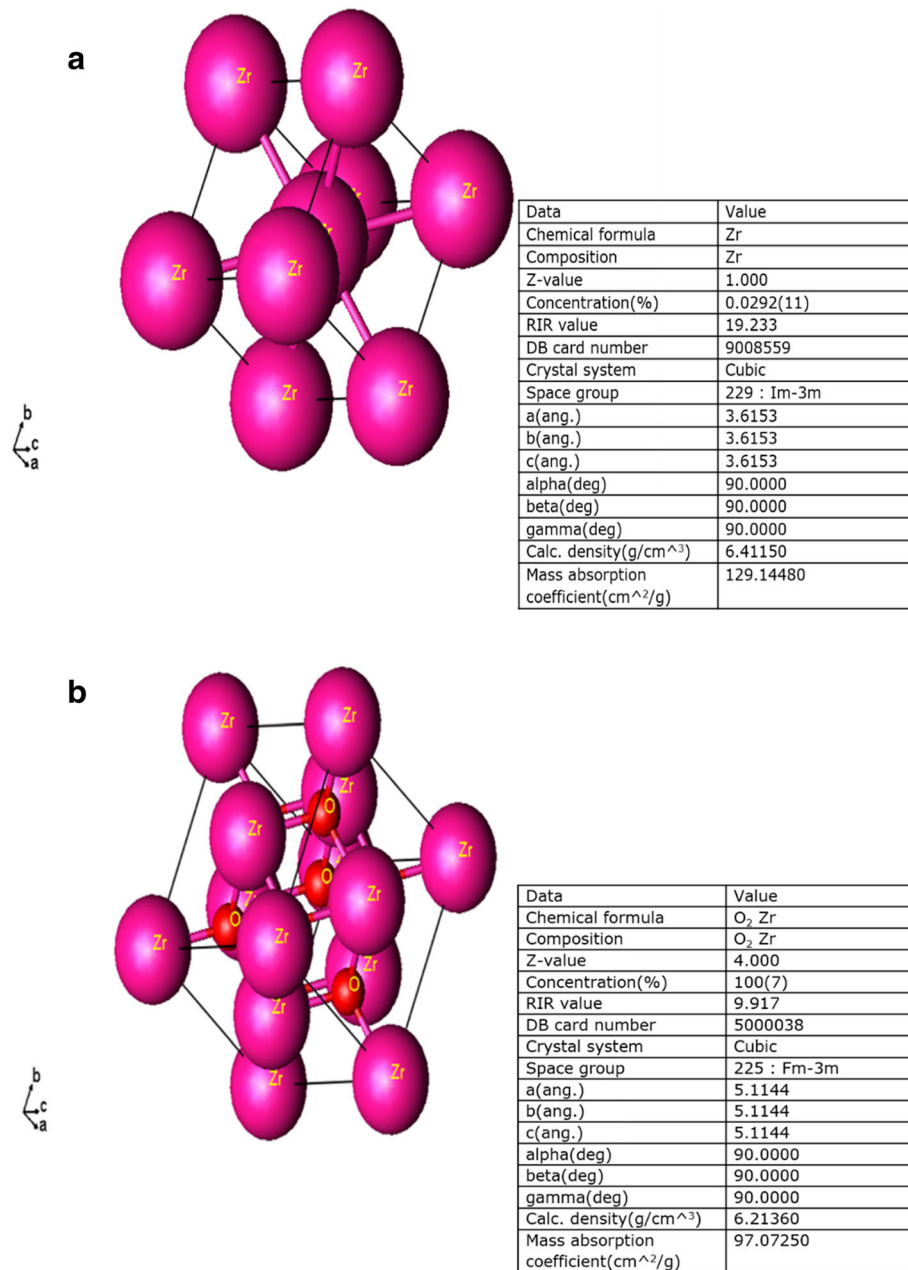 a
Zr Zr
Zr
Zr
Zr
Zr
Zr
Zr
b
c
a
Data Value
Chemical formula Zr
Composition Zr
Z-value 1.000
Concentration(%) 0.0292(11)
RIR value 19.233
DB card number 9008559
Crystal system Cubic
Space group 229 : Im-3m
a(ang.) 3.6153
b(ang.) 3.6153
c(ang.) 3.6153
alpha(deg) 90.0000
beta(deg) 90.0000
gamma(deg) 90.0000
Calc. density(g/cm^3) 6.41150
Mass absorption 129.14480
coefficient(cm^2/g)
b
Zr Zr
Zr
O
Zr
Zr
O
Zr
Zr
O
Zr
Zr
Zr
O
Zr
Zr
Zr
b
c
a
Data Value
Chemical formula O₂ Zr
Composition O₂ Zr
Z-value 4.000
Concentration(%) 100(7)
RIR value 9.917
DB card number 5000038
Crystal system Cubic
Space group 225 : Fm-3m
a(ang.) 5.1144
b(ang.) 5.1144
c(ang.) 5.1144
alpha(deg) 90.0000
beta(deg) 90.0000
gamma(deg) 90.0000
Calc. density(g/cm^3) 6.21360
Mass absorption 97.07250
coefficient(cm^2/g)